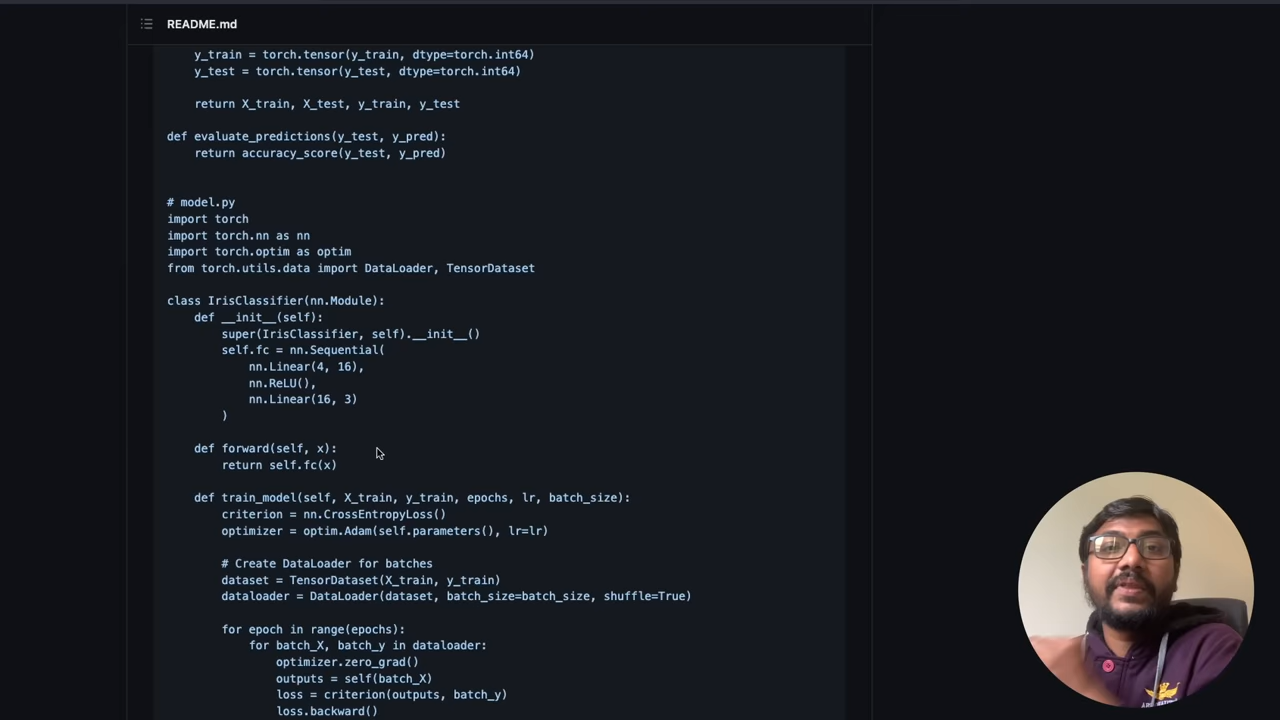 README.md
y_train = torch.tensor(y_train, dtype=torch.int64)
y_test = torch.tensor(y_test, dtype=torch.int64)
return X_train, X_test, y_train, y_test
def evaluate_predictions(y_test, y_pred):
return accuracy_score(y_test, y_pred)
# model.py
import torch
import torch.nn as nn
import torch.optim as optim
from torch.utils.data import DataLoader, TensorDataset
class IrisClassifier(nn.Module):
def __init__(self):
super(IrisClassifier, self).__init__()
self.fc = nn.Sequential(
nn.Linear(4, 16),
nn.ReLU(),
nn.Linear(16, 3)
)
def forward(self, x):
return self.fc(x)
def train_model(self, X_train, y_train, epochs, lr, batch_size):
criterion = nn.CrossEntropyLoss()
optimizer = optim.Adam(self.parameters(), lr=lr)
# Create DataLoader for batches
dataset = TensorDataset(X_train, y_train)
dataloader = DataLoader(dataset, batch_size=batch_size, shuffle=True)
for epoch in range(epochs):
for batch_X, batch_y in dataloader:
optimizer.zero_grad()
outputs = self(batch_X)
loss = criterion(outputs, batch_y)
loss.backward()